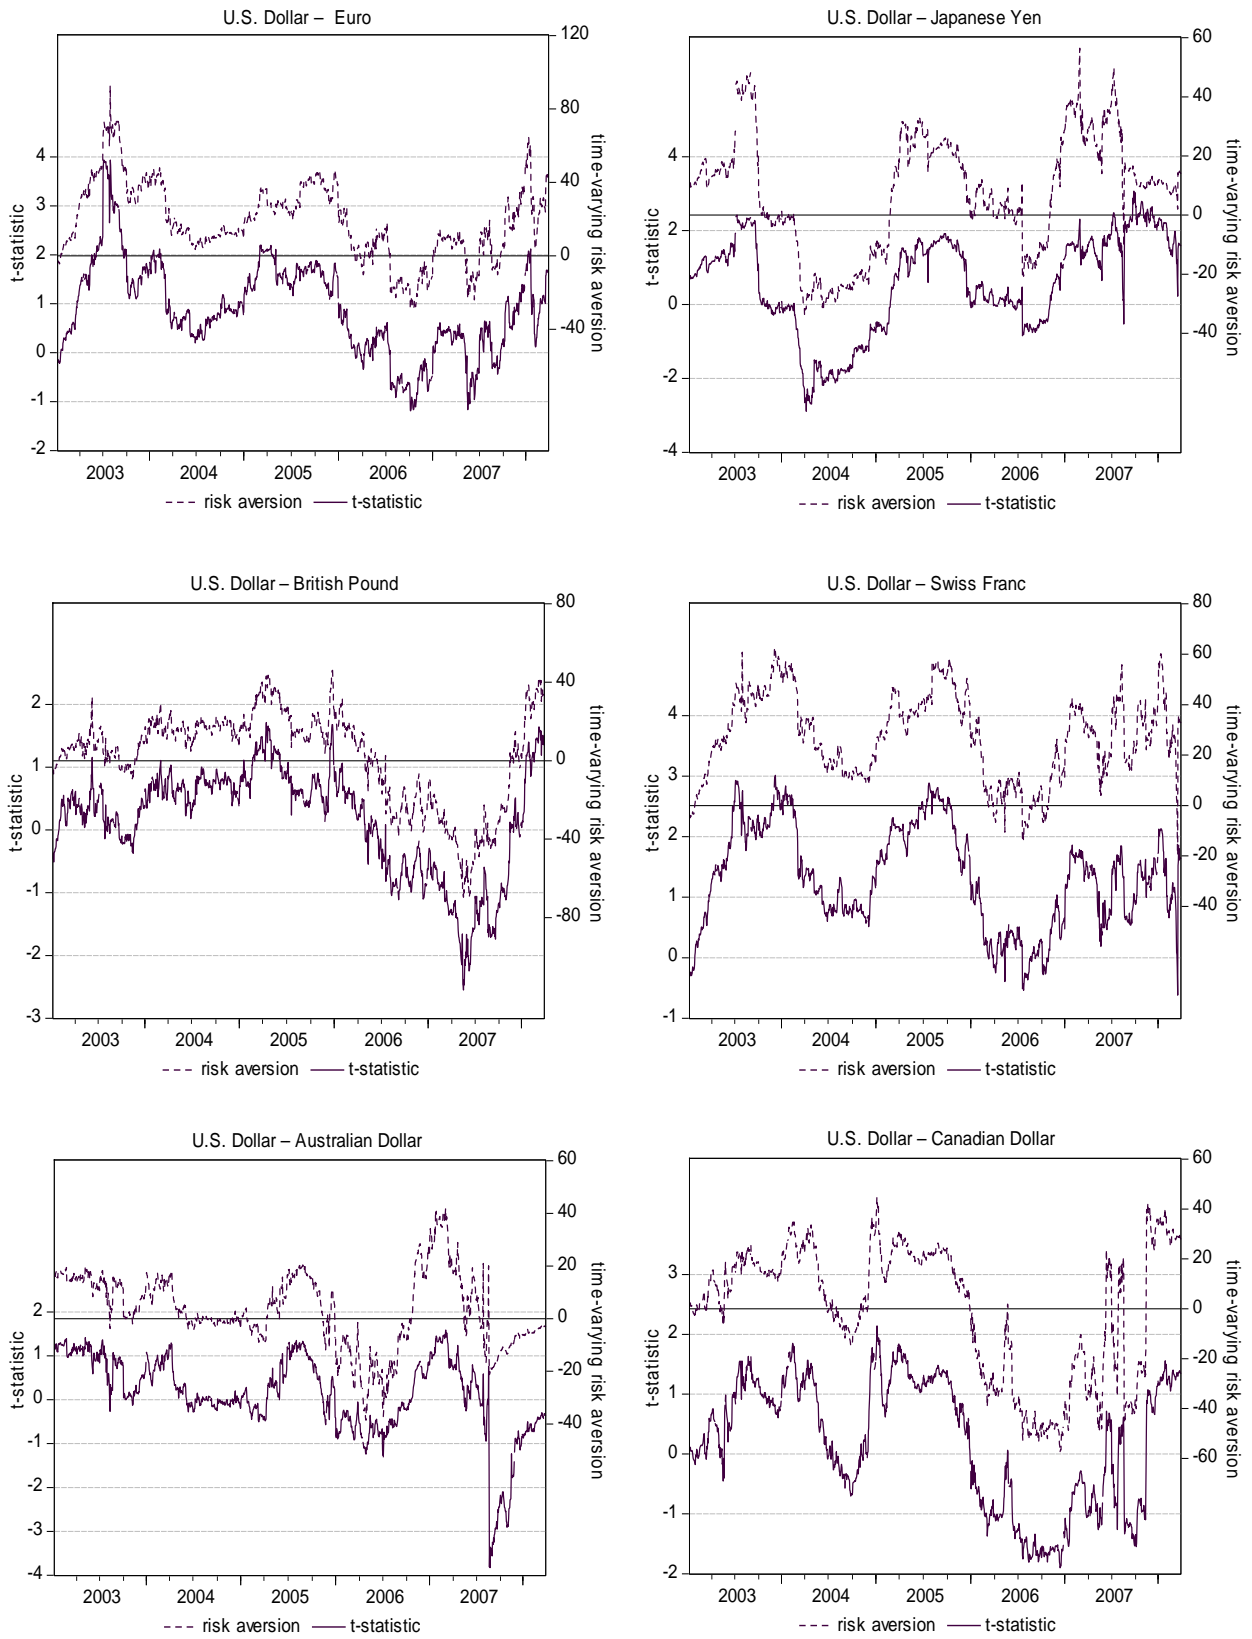 U.S. Dollar – Euro
120
80
40
0
-40
4
3
2
1
0
-1
-2
t-statistic
time-varying risk aversion
2003 2004 2005 2006 2007
risk aversion t-statistic
U.S. Dollar – Japanese Yen
60
40
20
0
-20
-40
4
2
0
-2
-4
t-statistic
time-varying risk aversion
2003 2004 2005 2006 2007
risk aversion t-statistic
U.S. Dollar – British Pound
80
40
0
-40
-80
2
1
0
-1
-2
-3
t-statistic
time-varying risk aversion
2003 2004 2005 2006 2007
risk aversion t-statistic
U.S. Dollar – Swiss Franc
80
60
40
20
0
-20
-40
4
3
2
1
0
-1
t-statistic
time-varying risk aversion
2003 2004 2005 2006 2007
risk aversion t-statistic
U.S. Dollar – Australian Dollar
60
40
20
0
-20
-40
2
1
0
-1
-2
-3
-4
t-statistic
time-varying risk aversion
2003 2004 2005 2006 2007
risk aversion t-statistic
U.S. Dollar – Canadian Dollar
60
40
20
0
-20
-40
-60
3
2
1
0
-1
-2
t-statistic
time-varying risk aversion
2003 2004 2005 2006 2007
risk aversion t-statistic